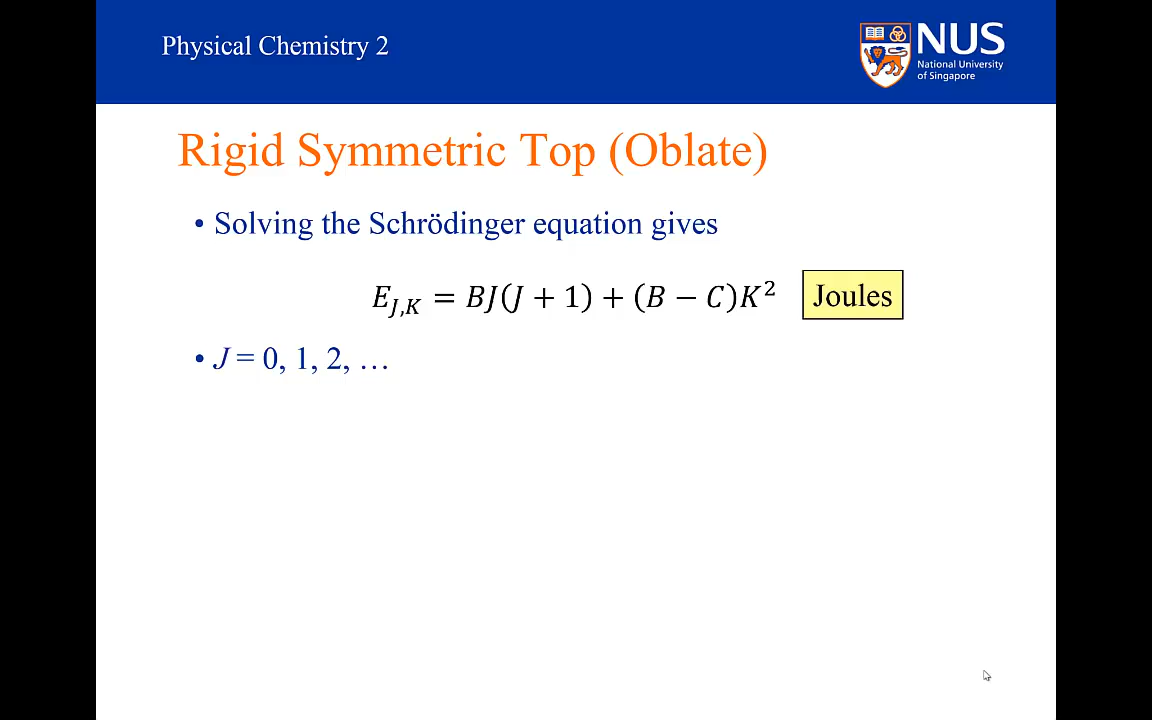 Physical Chemistry 2
NUS
National University
of Singapore
Rigid Symmetric Top (Oblate)
• Solving the Schrödinger equation gives
E_{J,K} = BJ(J + 1) + (B − C)K² Joules
• J = 0, 1, 2, …